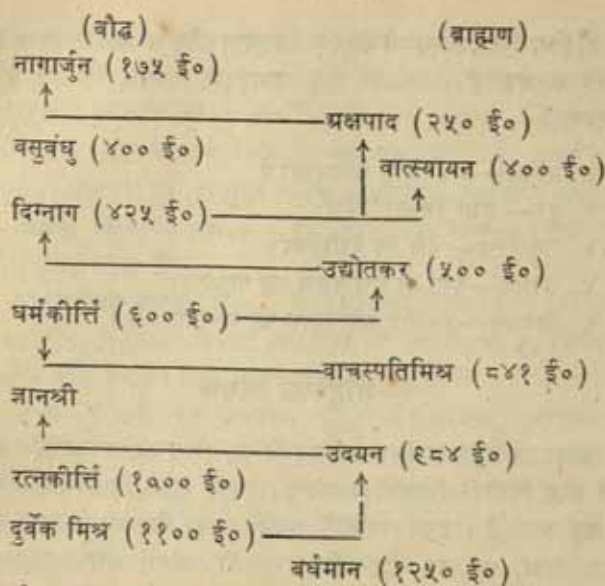 (बौद्ध) (ब्राह्मण)
नागार्जुन (१७५ ई०)
अक्षपाद (२५० ई०)
वसुबंधु (४०० ई०) वात्स्यायन (४०० ई०)
दिग्नाग (४२५ ई०)
उद्योतकर (५०० ई०)
धर्मकीर्त्ति (६०० ई०)
वाचस्पतिमिश्र (८४१ ई०)
ज्ञानश्री
उदयन (९८४ ई०)
रत्नकीर्त्ति (१००० ई०)
दुर्वेक मिश्र (११०० ई०)
वर्धमान (१२५० ई०)